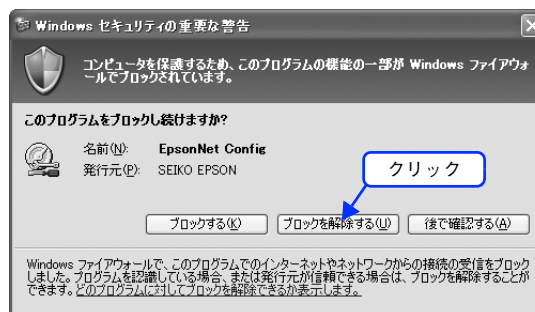 Windows セキュリティの重要な警告
コンピュータを保護するため、このプログラムの機能の一部が Windows ファイアウォ
ールでブロックされています。
このプログラムをブロックし続けますか?
名前(N): EpsonNet Config
発行元(P): SEIKO EPSON
クリック
ブロックする(K) ブロックを解除する(U) 後で確認する(A)
Windows ファイアウォールで、このプログラムでのインターネットやネットワークからの接続の受信をブロック
しました。プログラムを認識している場合、または発行元が信頼できる場合は、ブロックを解除することが
できます。どのプログラムに対してブロックを解除できるか表示します。